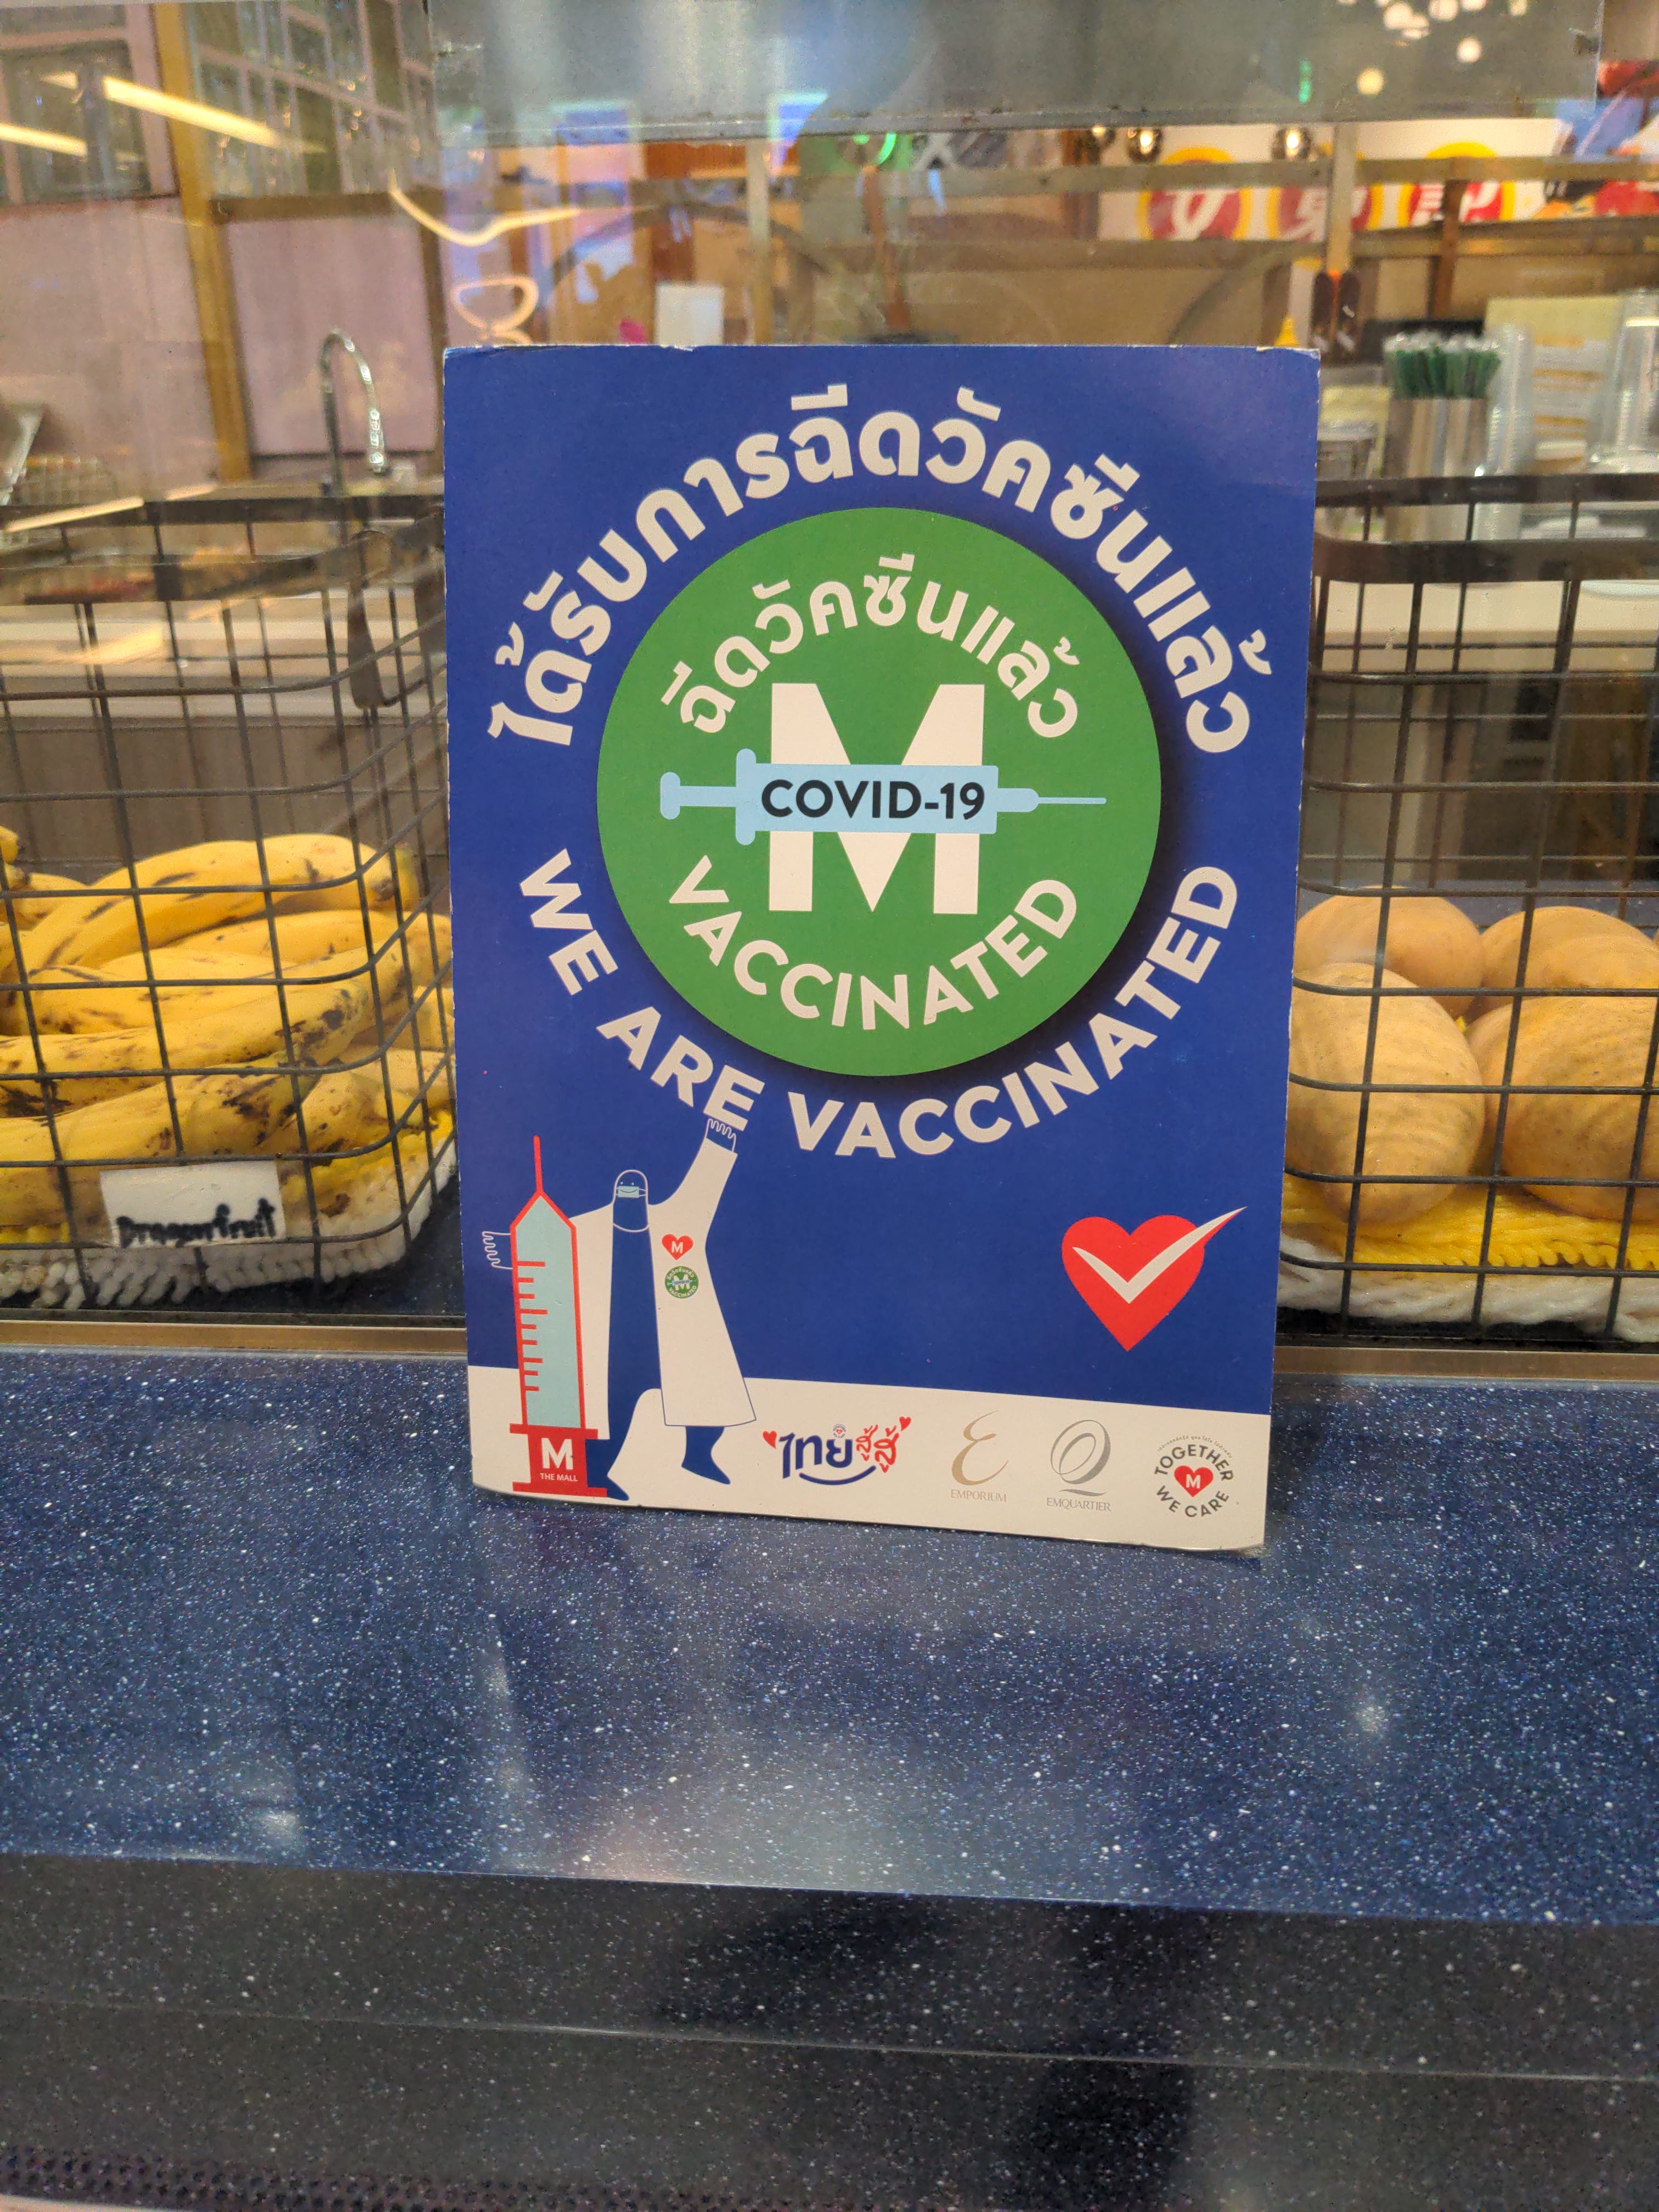 ได้รับการฉีดวัคซีนแล้ว
ฉีดวัคซีนแล้ว
M
COVID-19
VACCINATED
WE ARE VACCINATED
Dragonfruit
M
M
THE MALL
ไทยสู้สู้
EMPORIUM
EMQUARTIER
TOGETHER
M
WE CARE